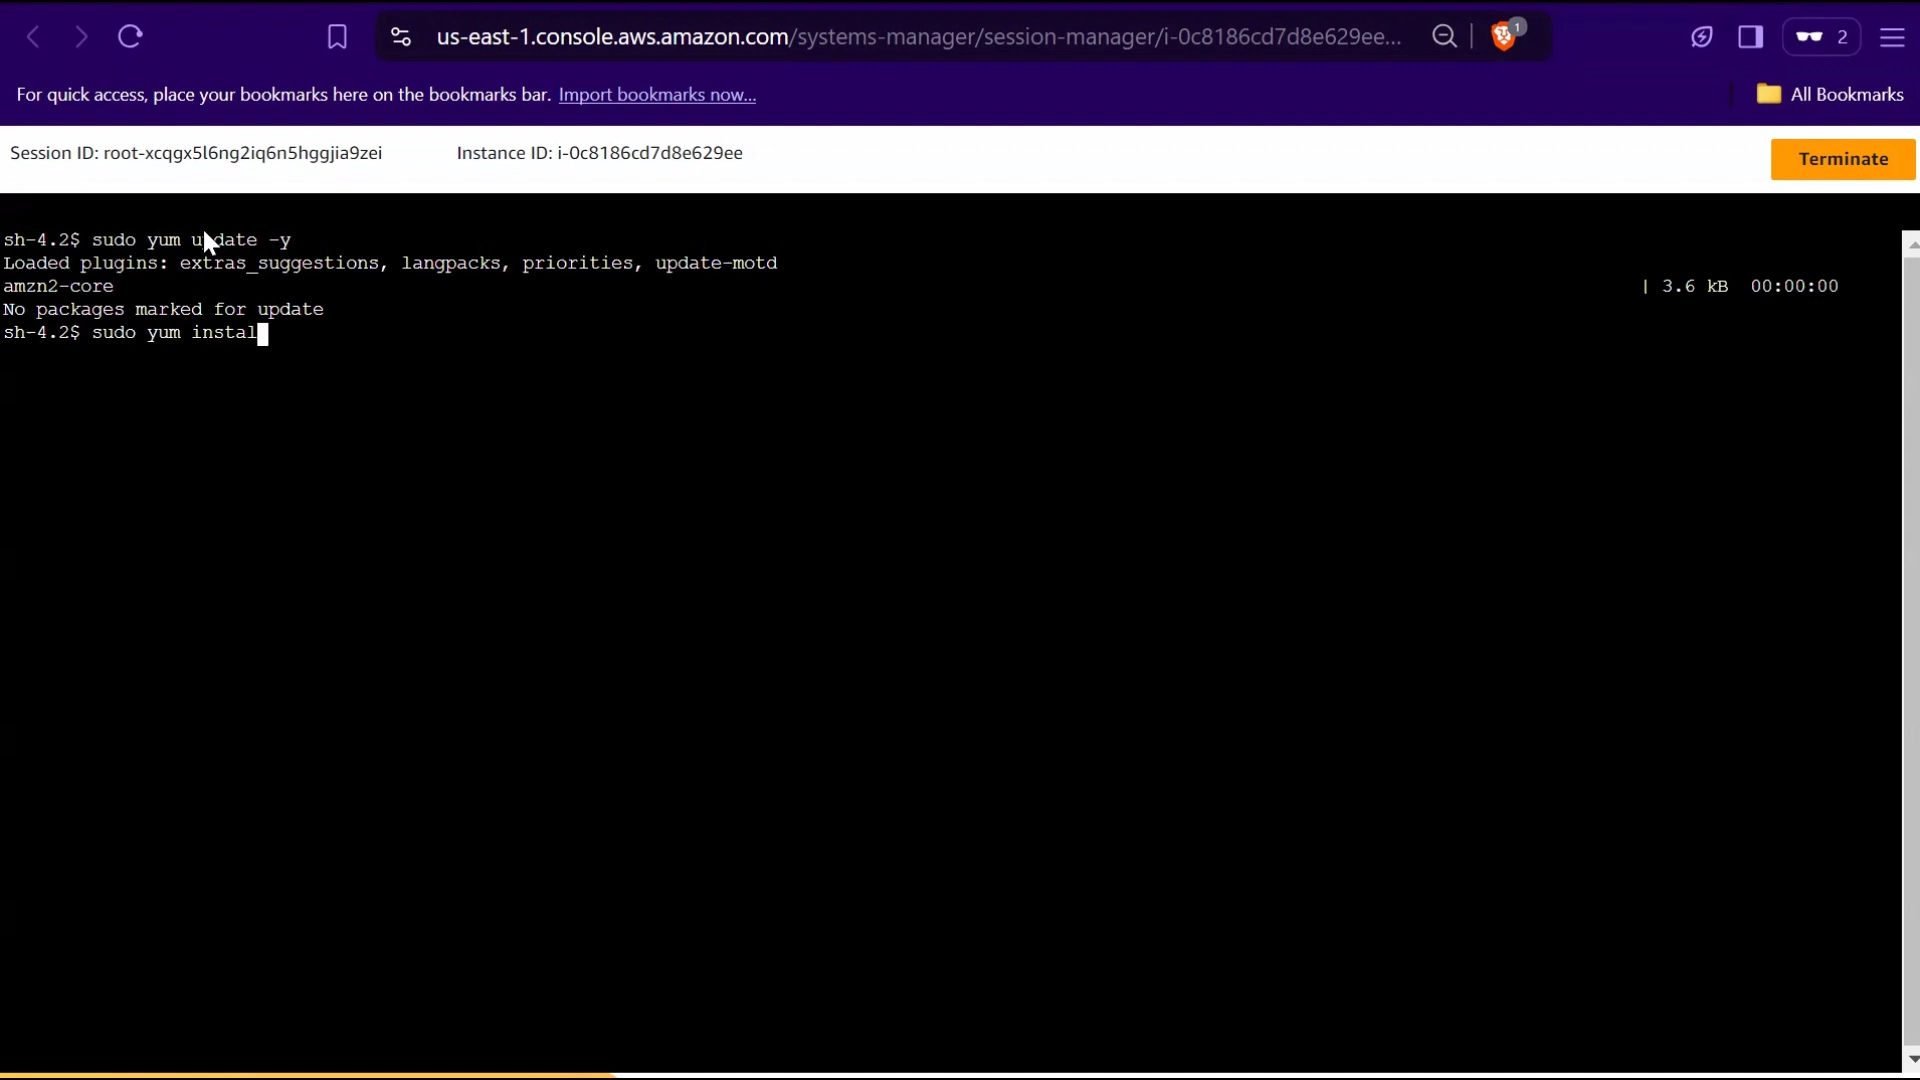 us-east-1.console.aws.amazon.com/systems-manager/session-manager/i-0c8186cd7d8e629ee...
1
2
For quick access, place your bookmarks here on the bookmarks bar. Import bookmarks now...
All Bookmarks
Session ID: root-xcqgx5l6ng2iq6n5hggjia9zei
Instance ID: i-0c8186cd7d8e629ee
Terminate
sh-4.2$ sudo yum update -y
Loaded plugins: extras_suggestions, langpacks, priorities, update-motd
amzn2-core | 3.6 kB 00:00:00
No packages marked for update
sh-4.2$ sudo yum instal